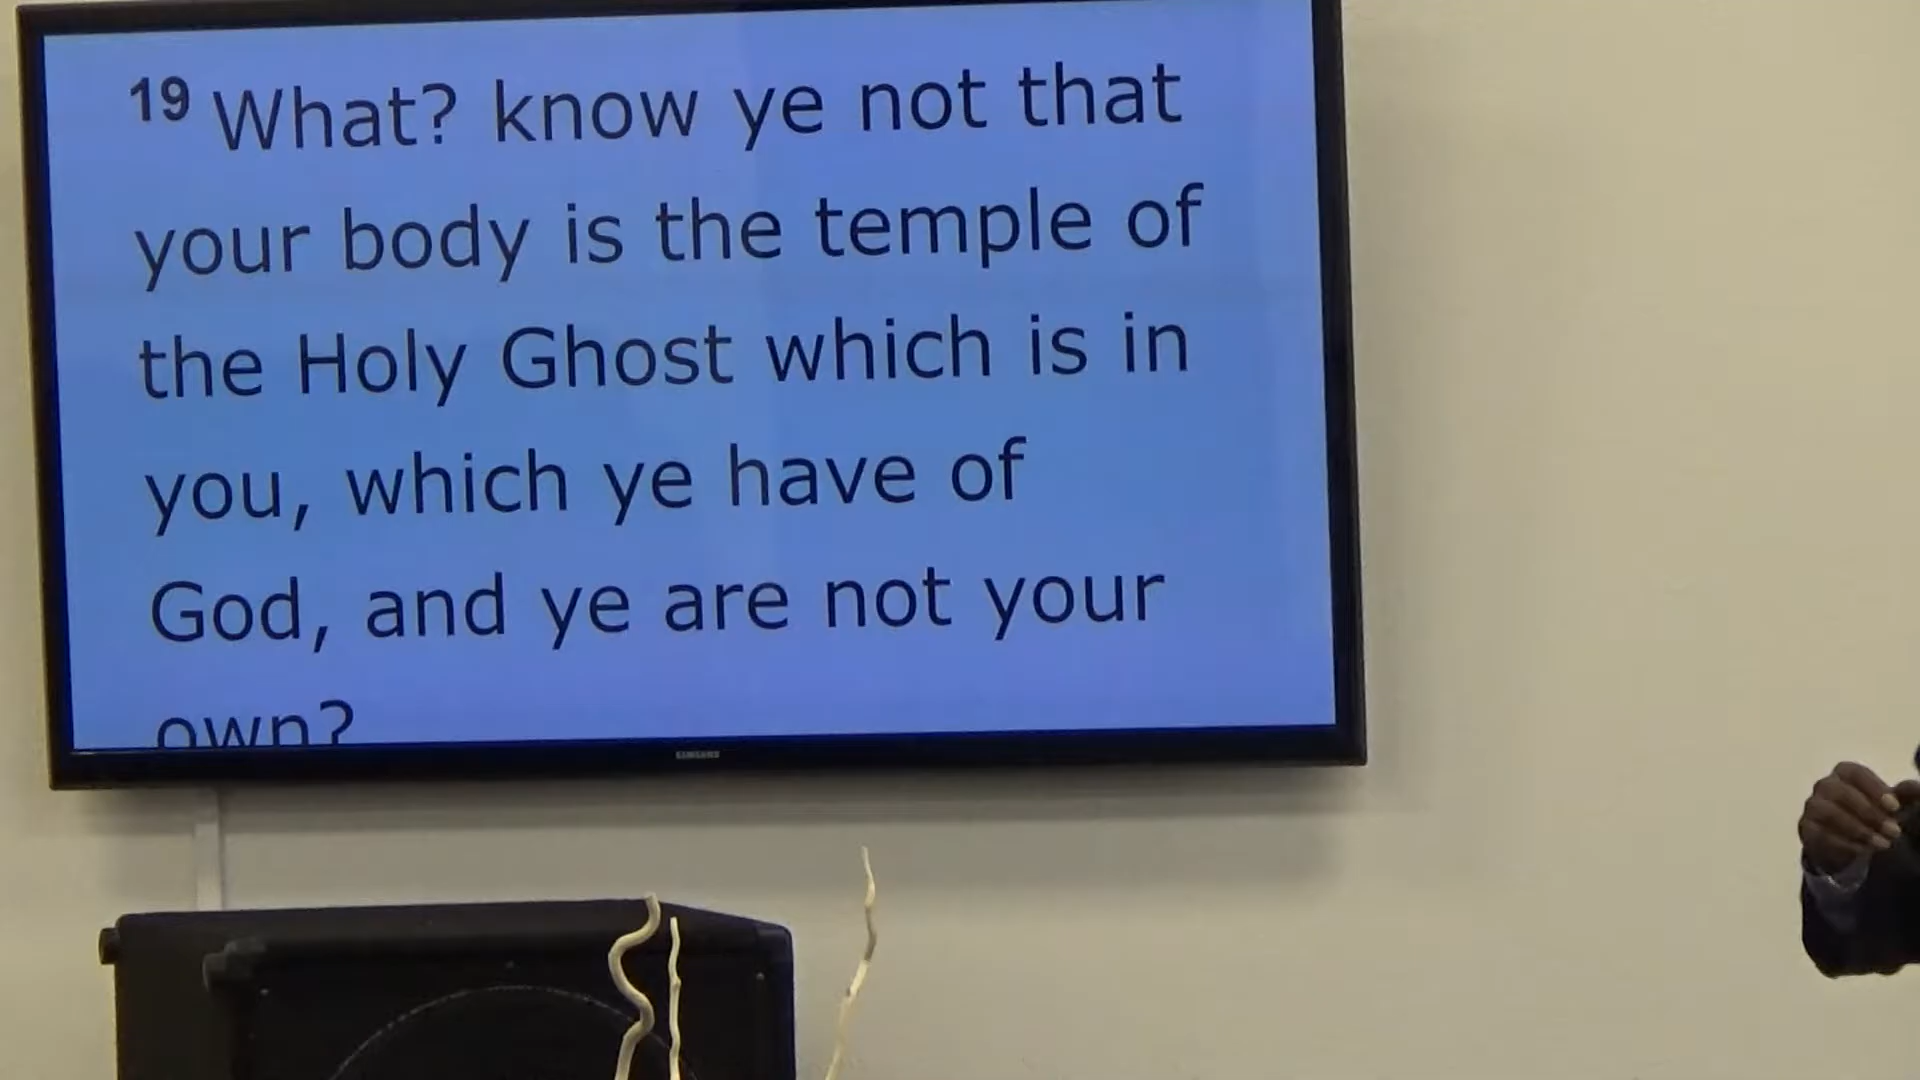 19 What? know ye not that
your body is the temple of
the Holy Ghost which is in
you, which ye have of
God, and ye are not your
own?